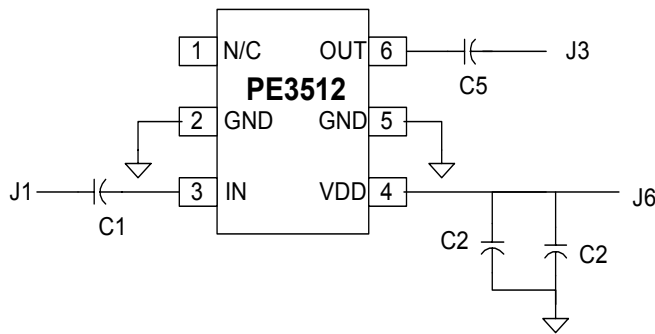 1 N/C OUT 6 J3
C5
PE3512
2 GND GND 5
J1 3 IN VDD 4 J6
C1
C2 C2